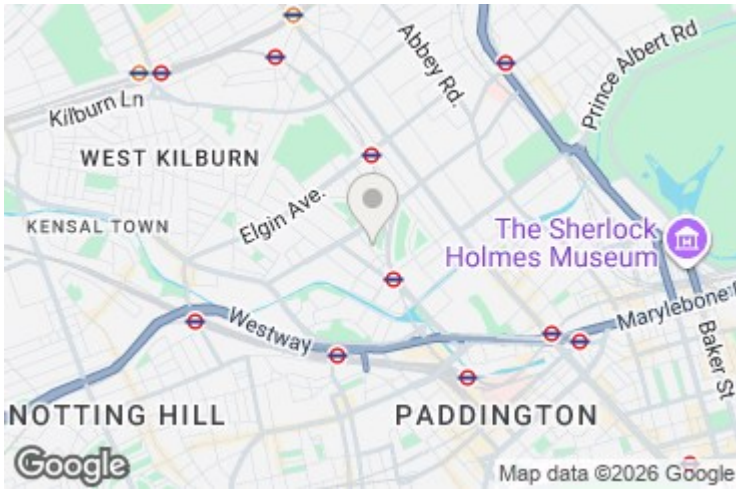 Abbey Rd.
Prince Albert Rd
Kilburn Ln
WEST KILBURN
Elgin Ave.
KENSAL TOWN
The Sherlock
Holmes Museum
Westway
Marylebone
Baker St
NOTTING HILL
PADDINGTON
Google
Map data ©2026 Google